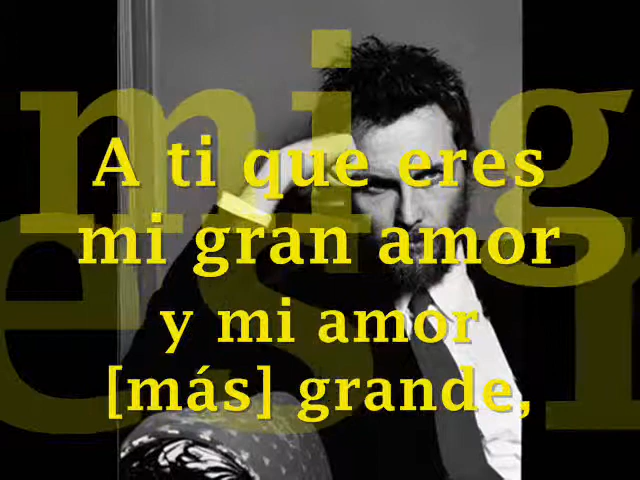 A ti que eres
mi gran amor
y mi amor
[más] grande,